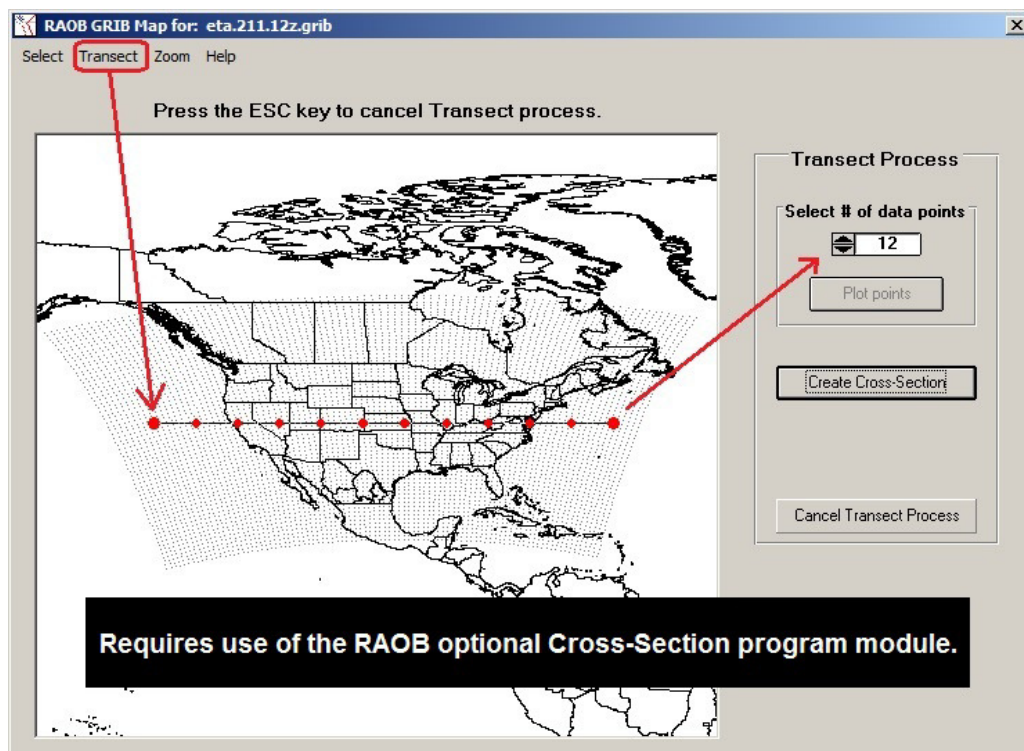 RAOB GRIB Map for: eta.211.12z.grib
Select Transect Zoom Help
Press the ESC key to cancel Transect process.
Transect Process
Select # of data points
12
Plot points
Create Cross-Section
Cancel Transect Process
Requires use of the RAOB optional Cross-Section program module.